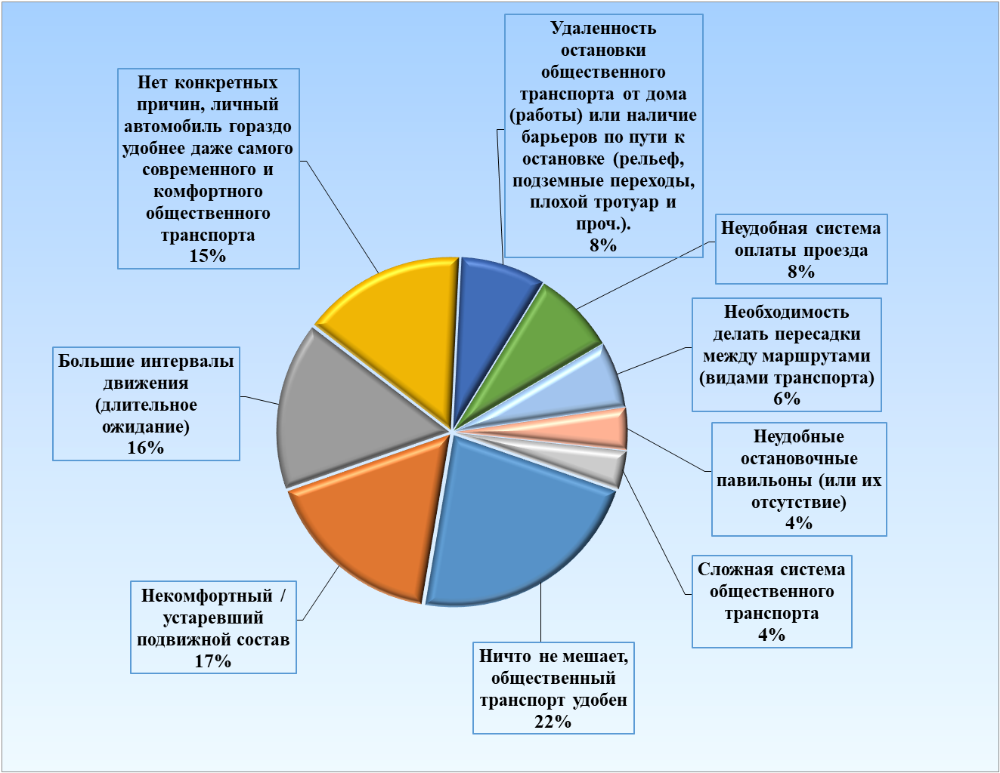 Удаленность
остановки
общественного
транспорта от дома
(работы) или наличие
барьеров по пути к
остановке (рельеф,
подземные переходы,
плохой тротуар и
проч.).
8%
Неудобная система
оплаты проезда
8%
Необходимость
делать пересадки
между маршрутами
(видами транспорта)
6%
Неудобные
остановочные
павильоны (или их
отсутствие)
4%
Сложная система
общественного
транспорта
4%
Ничто не мешает,
общественный
транспорт удобен
22%
Некомфортный /
устаревший
подвижной состав
17%
Большие интервалы
движения
(длительное
ожидание)
16%
Нет конкретных
причин, личный
автомобиль гораздо
удобнее даже самого
современного и
комфортного
общественного
транспорта
15%